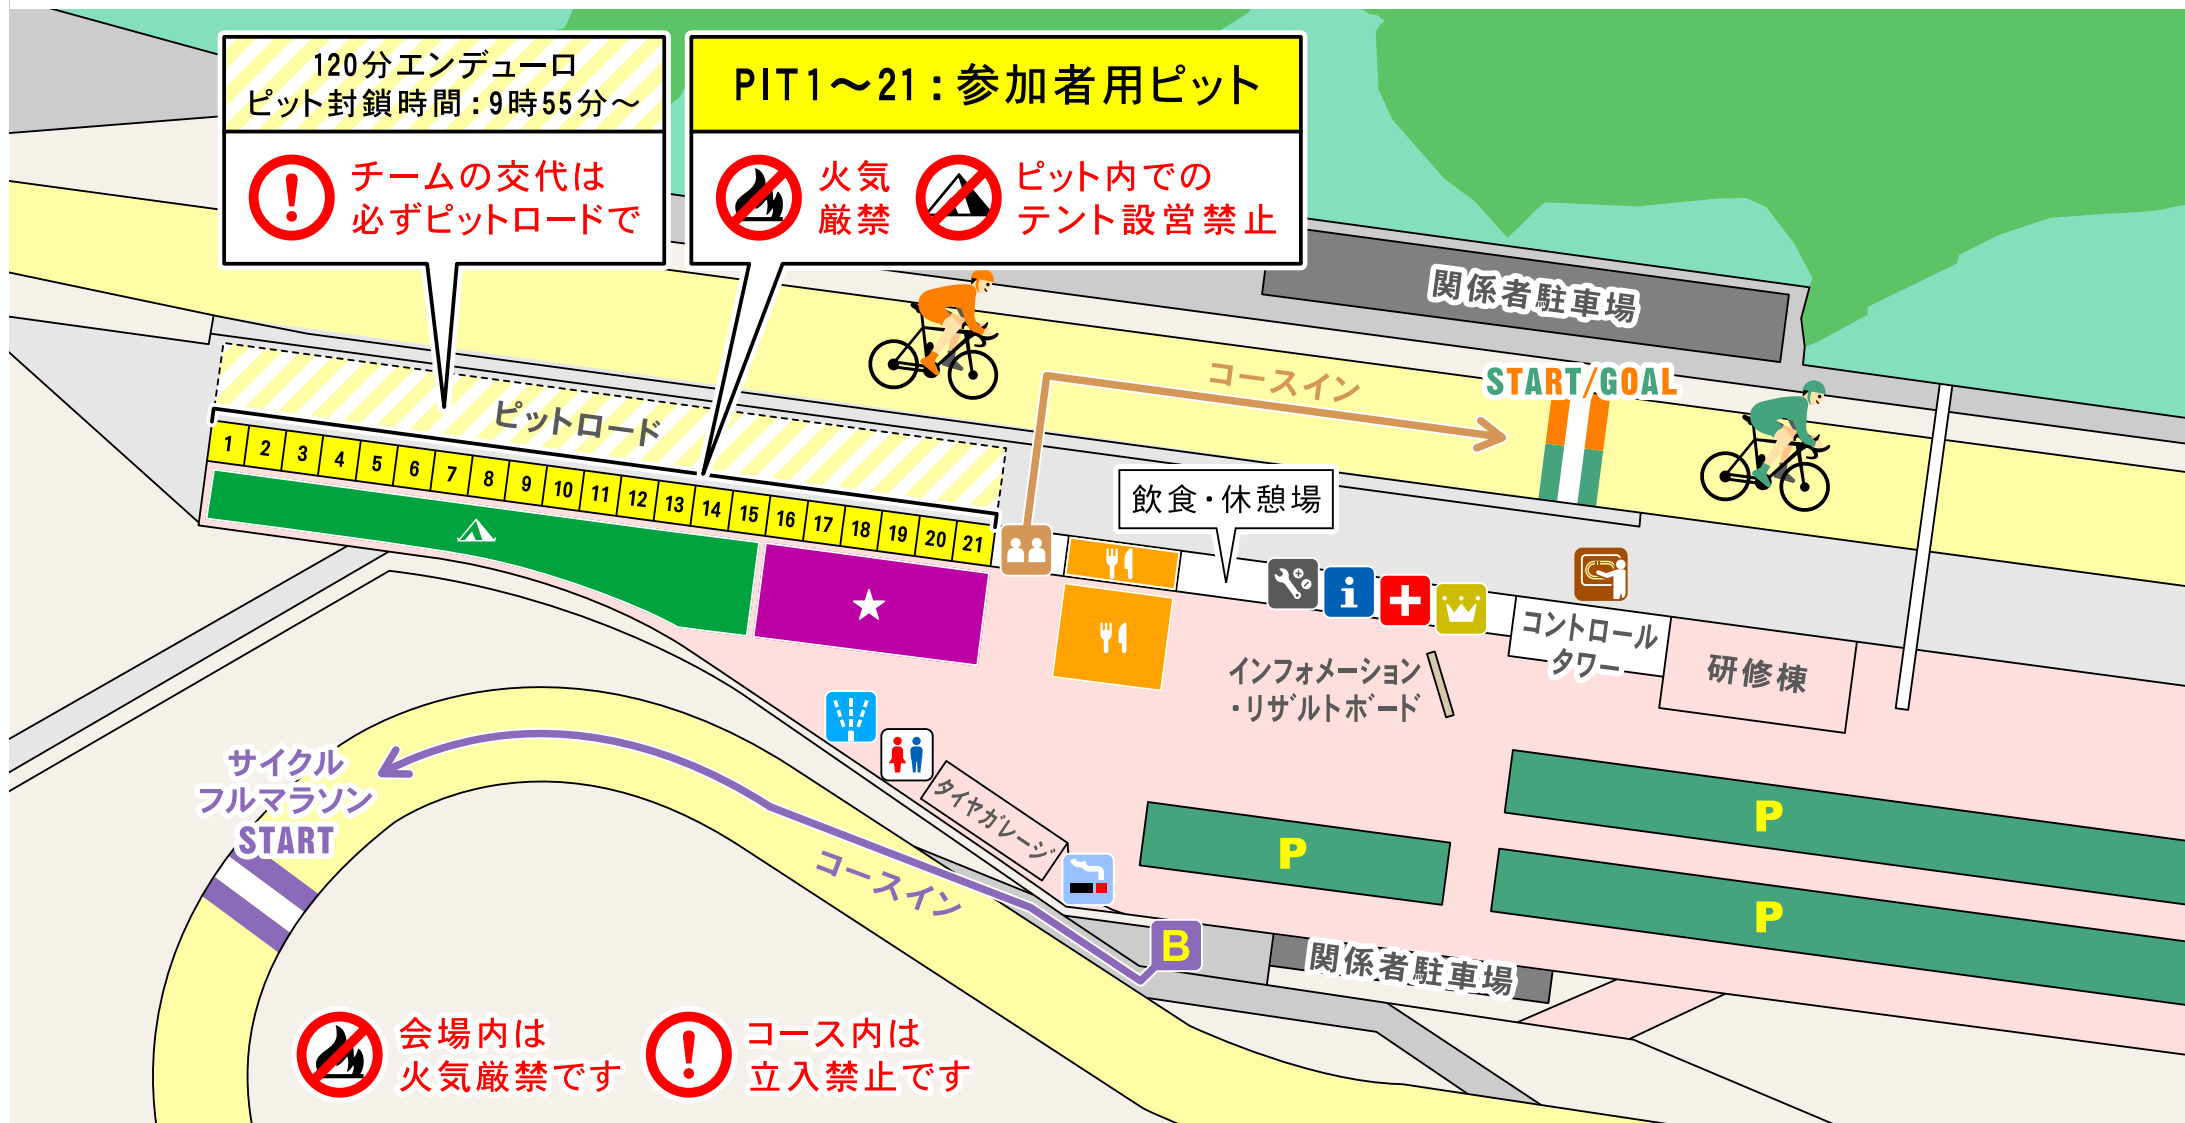 120分エンデューロ
ピット封鎖時間：9時55分～
チームの交代は
必ずピットロードで
PIT1～21：参加者用ピット
火気
厳禁
ピット内での
テント設営禁止
関係者駐車場
コースイン
START/GOAL
ピットロード
1 2 3 4 5 6 7 8 9 10 11 12 13 14 15 16 17 18 19 20 21
飲食・休憩場
コントロール
タワー
研修棟
インフォメーション
・リザルトボード
タイヤガレージ
サイクル
フルマラソン
START
コースイン
P
P
P
B
関係者駐車場
会場内は
火気厳禁です
コース内は
立入禁止です